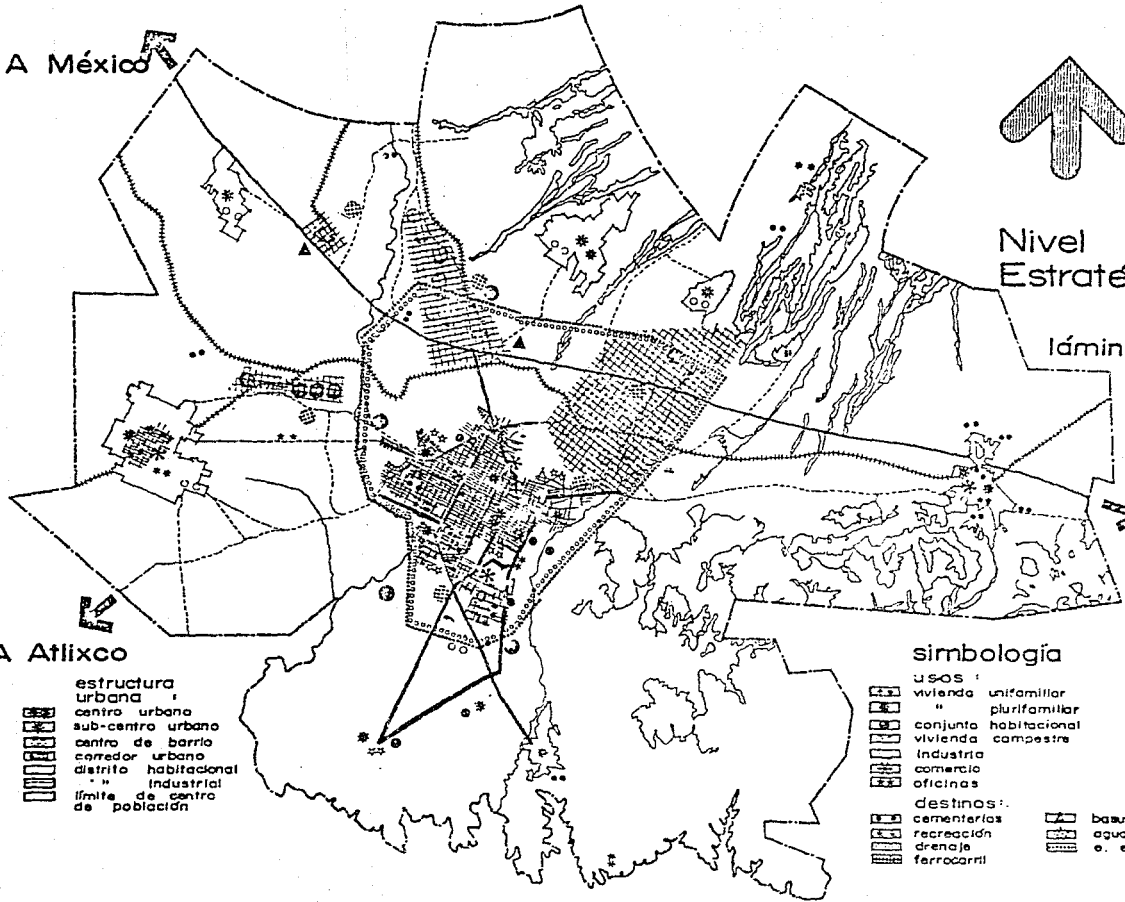 A México
Nivel
Estraté
lámin
A Atlixco
estructura
urbana :
centro urbano
sub-centro urbano
centro de barrio
corredor urbano
distrito habitacional
" " industrial
límite de centro
de población
simbología
usos :
vivienda unifamiliar
" plurifamiliar
conjunto habitacional
vivienda campestre
industria
comercio
oficinas
destinos:
cementerios
recreación
drenaje
ferrocarril
basu
agua
e. e